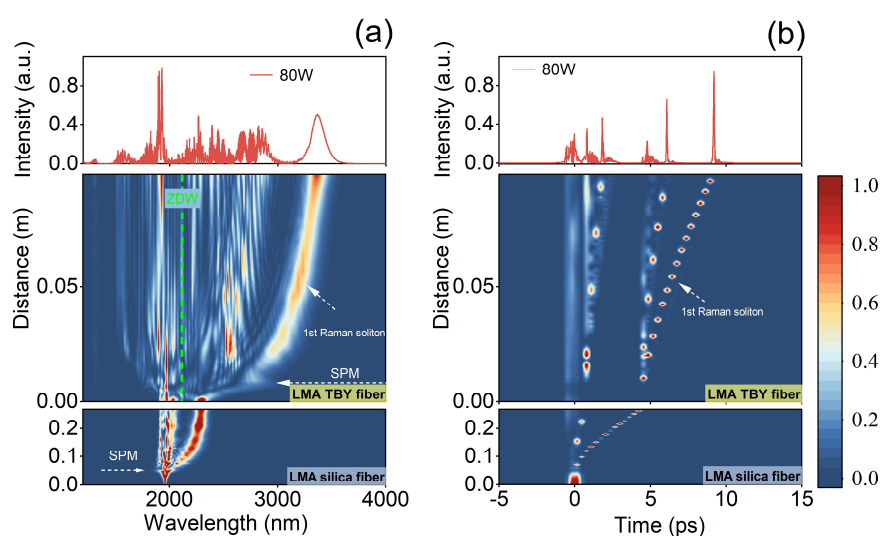 (a)
(b)
Intensity (a.u.)
0.8
0.4
0.0
80W
Intensity (a.u.)
0.8
0.4
0.0
80W
Distance (m)
0.05
0.00
ZDW
1st Raman soliton
SPM
LMA TBY fiber
0.2
0.1
0.0
SPM
LMA silica fiber
2000
3000
4000
Wavelength (nm)
Distance (m)
0.05
0.00
1st Raman soliton
LMA TBY fiber
0.2
0.1
0.0
LMA silica fiber
-5
0
5
10
15
Time (ps)
1.0
0.8
0.6
0.4
0.2
0.0